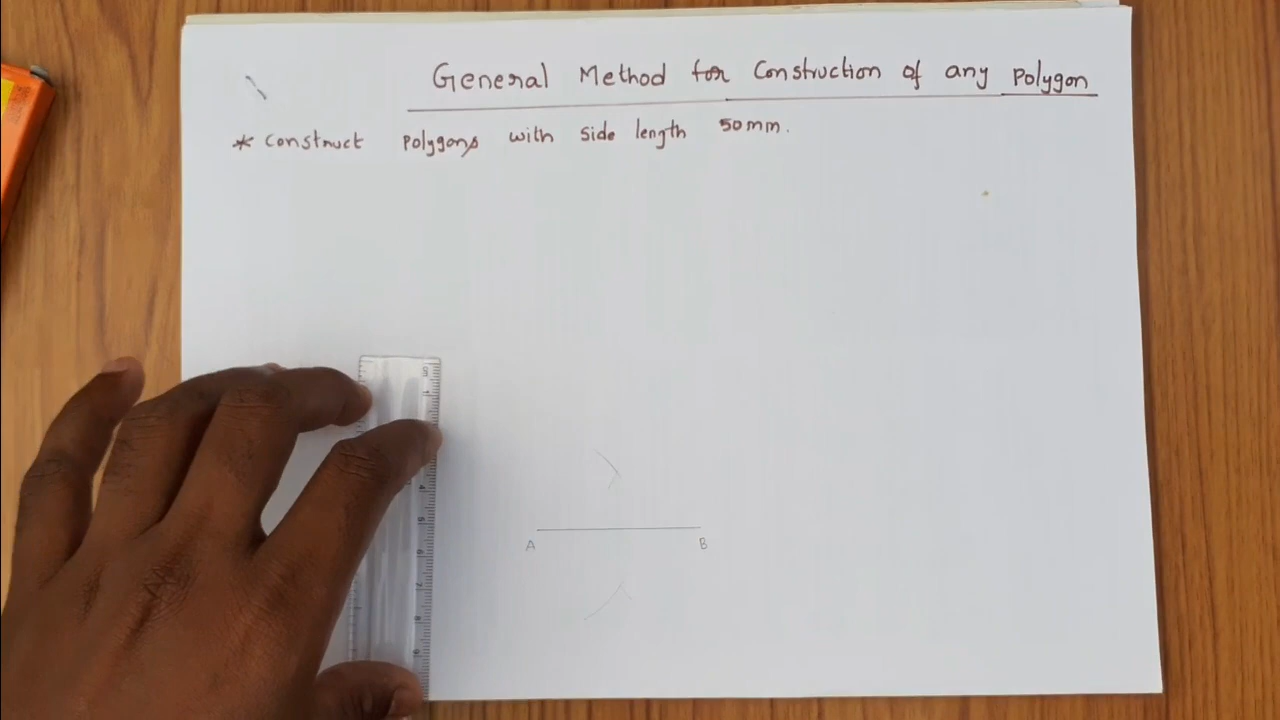 General Method for Construction of any Polygon
* Construct Polygons with side length 50mm.
A B